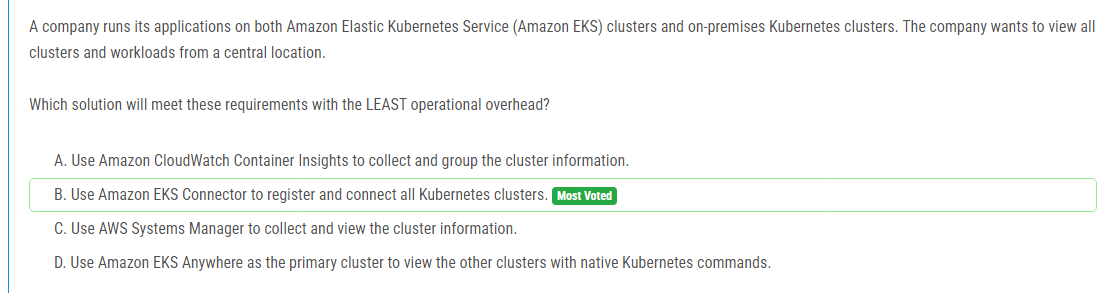 A company runs its applications on both Amazon Elastic Kubernetes Service (Amazon EKS) clusters and on-premises Kubernetes clusters. The company wants to view all
clusters and workloads from a central location.
Which solution will meet these requirements with the LEAST operational overhead?
A. Use Amazon CloudWatch Container Insights to collect and group the cluster information.
B. Use Amazon EKS Connector to register and connect all Kubernetes clusters. Most Voted
C. Use AWS Systems Manager to collect and view the cluster information.
D. Use Amazon EKS Anywhere as the primary cluster to view the other clusters with native Kubernetes commands.